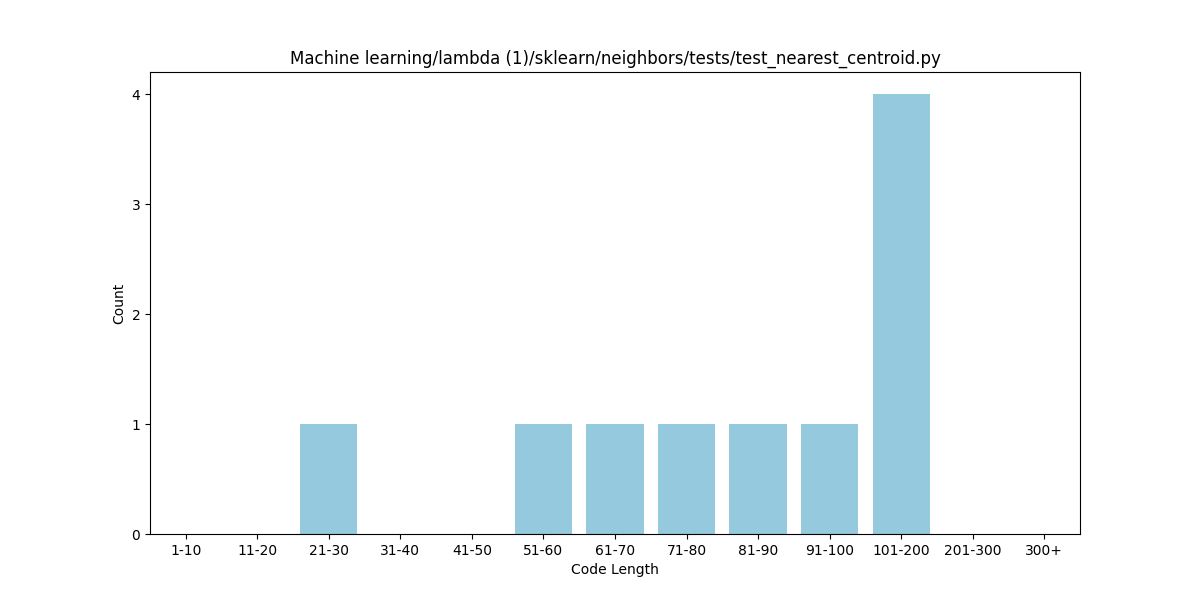 Machine learning/lambda (1)/sklearn/neighbors/tests/test_nearest_centroid.py
4
3
2
1
0
Count
1-10 11-20 21-30 31-40 41-50 51-60 61-70 71-80 81-90 91-100 101-200 201-300 300+
Code Length